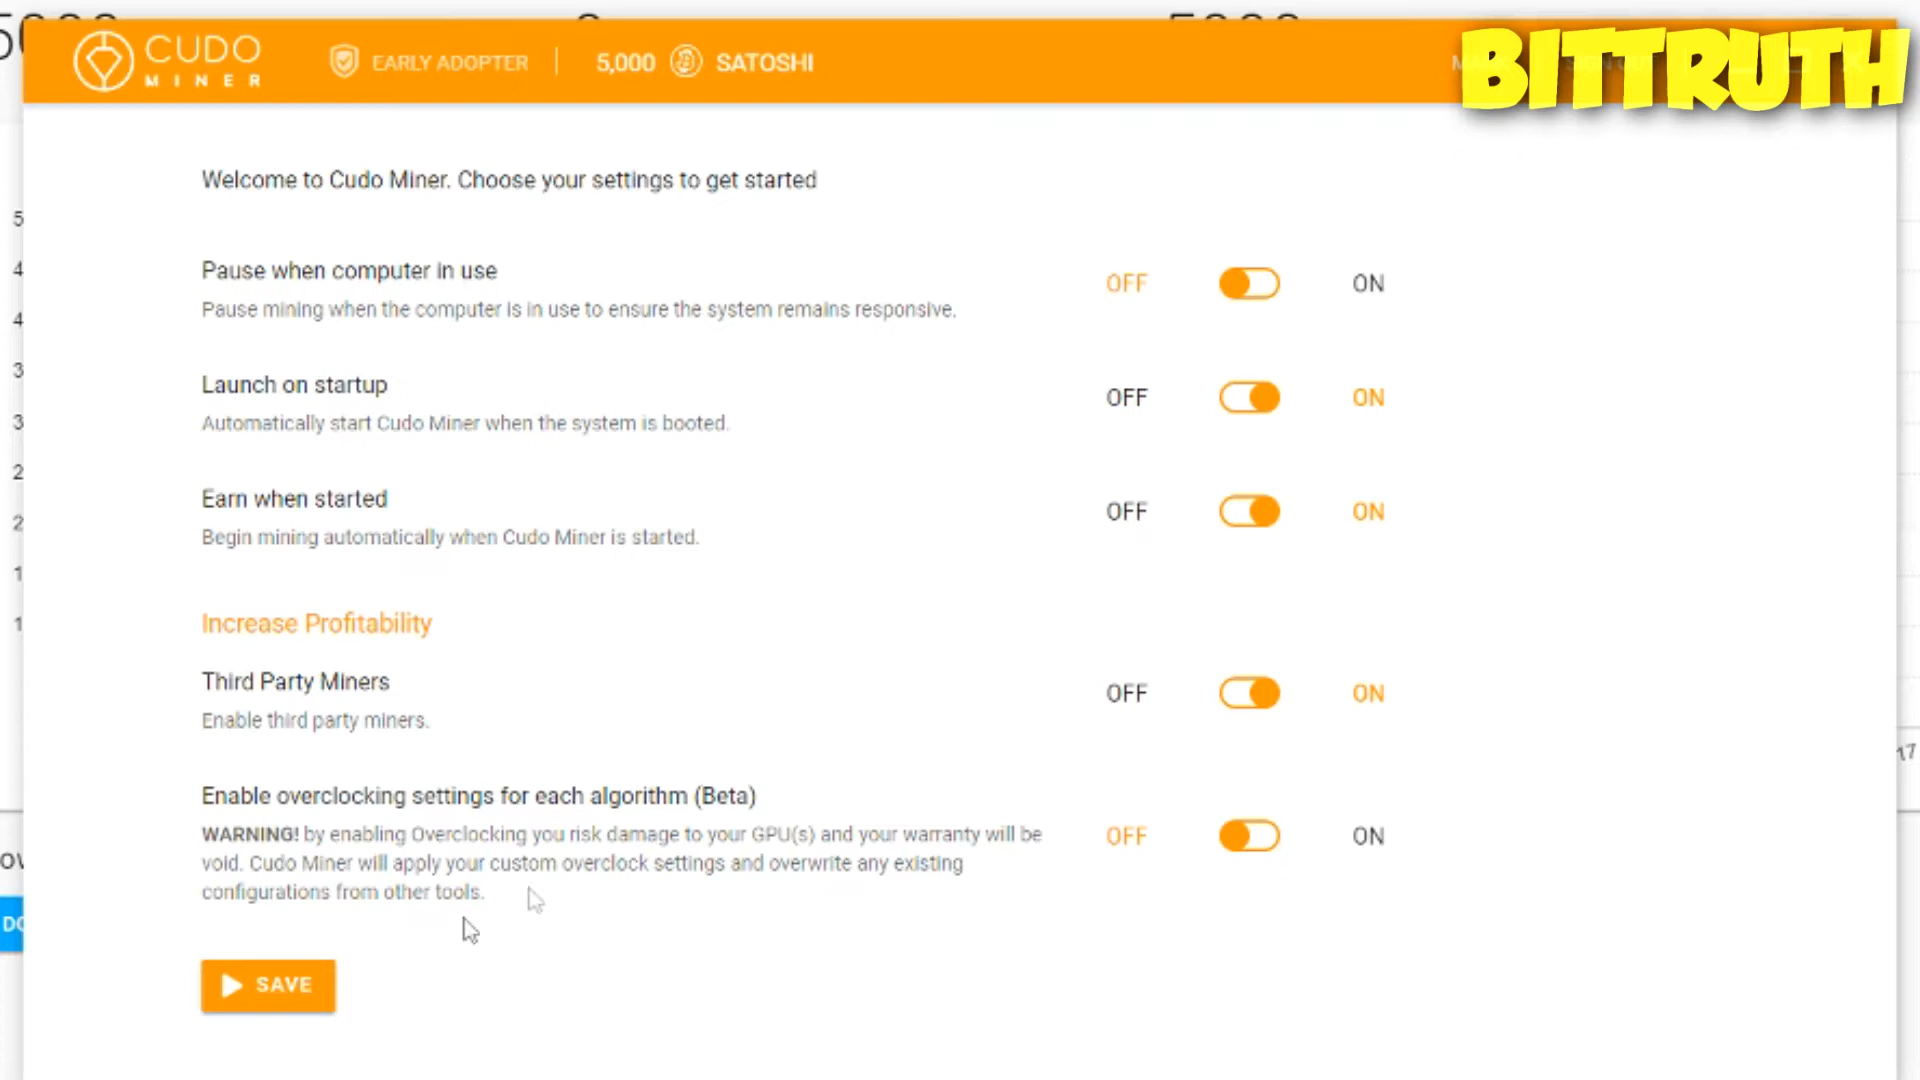 CUDO
MINER
EARLY ADOPTER
5,000 SATOSHI
BITTRUTH
Welcome to Cudo Miner. Choose your settings to get started
Pause when computer in use
OFF ON
Pause mining when the computer is in use to ensure the system remains responsive.
Launch on startup
OFF ON
Automatically start Cudo Miner when the system is booted.
Earn when started
OFF ON
Begin mining automatically when Cudo Miner is started.
Increase Profitability
Third Party Miners
OFF ON
Enable third party miners.
Enable overclocking settings for each algorithm (Beta)
WARNING! by enabling Overclocking you risk damage to your GPU(s) and your warranty will be
OFF ON
void. Cudo Miner will apply your custom overclock settings and overwrite any existing
configurations from other tools.
SAVE